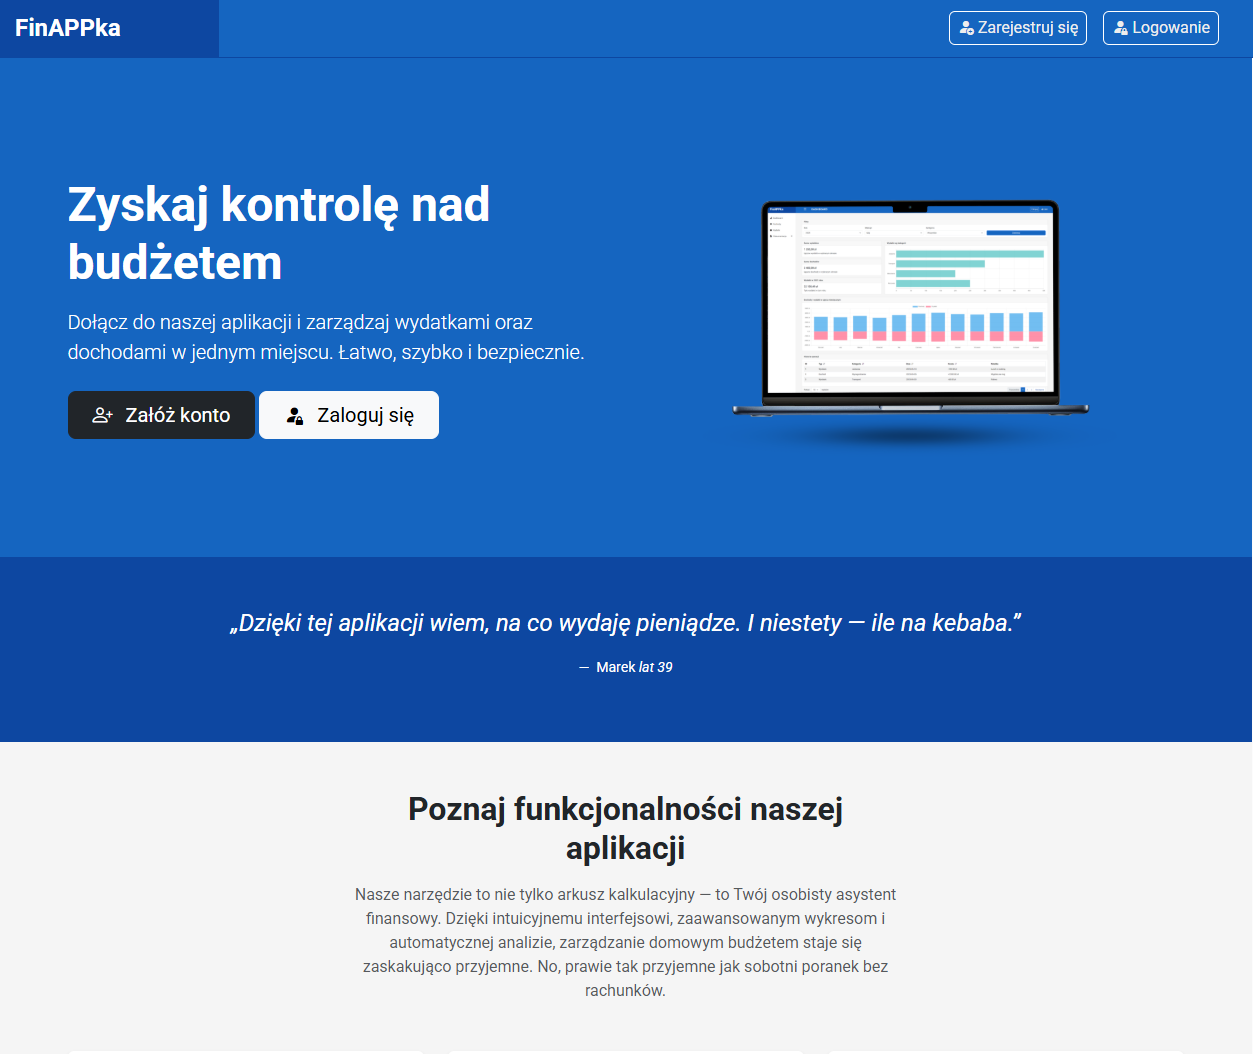 FinAPPka
Zarejestruj się
Logowanie
Zyskaj kontrolę nad
budżetem
Dołącz do naszej aplikacji i zarządzaj wydatkami oraz
dochodami w jednym miejscu. Łatwo, szybko i bezpiecznie.
Załóż konto
Zaloguj się
„Dzięki tej aplikacji wiem, na co wydaję pieniądze. I niestety — ile na kebaba.”
— Marek lat 39
Poznaj funkcjonalności naszej
aplikacji
Nasze narzędzie to nie tylko arkusz kalkulacyjny — to Twój osobisty asystent
finansowy. Dzięki intuicyjnemu interfejsowi, zaawansowanym wykresom i
automatycznej analizie, zarządzanie domowym budżetem staje się
zaskakująco przyjemne. No, prawie tak przyjemne jak sobotni poranek bez
rachunków.